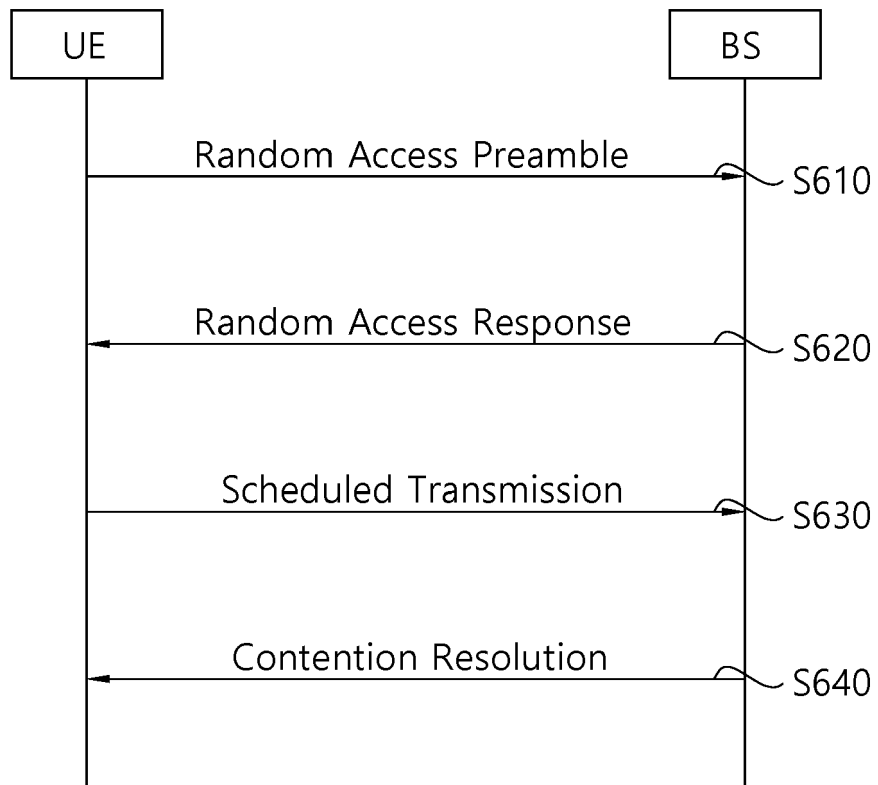 UE
BS
Random Access Preamble
S610
Random Access Response
S620
Scheduled Transmission
S630
Contention Resolution
S640